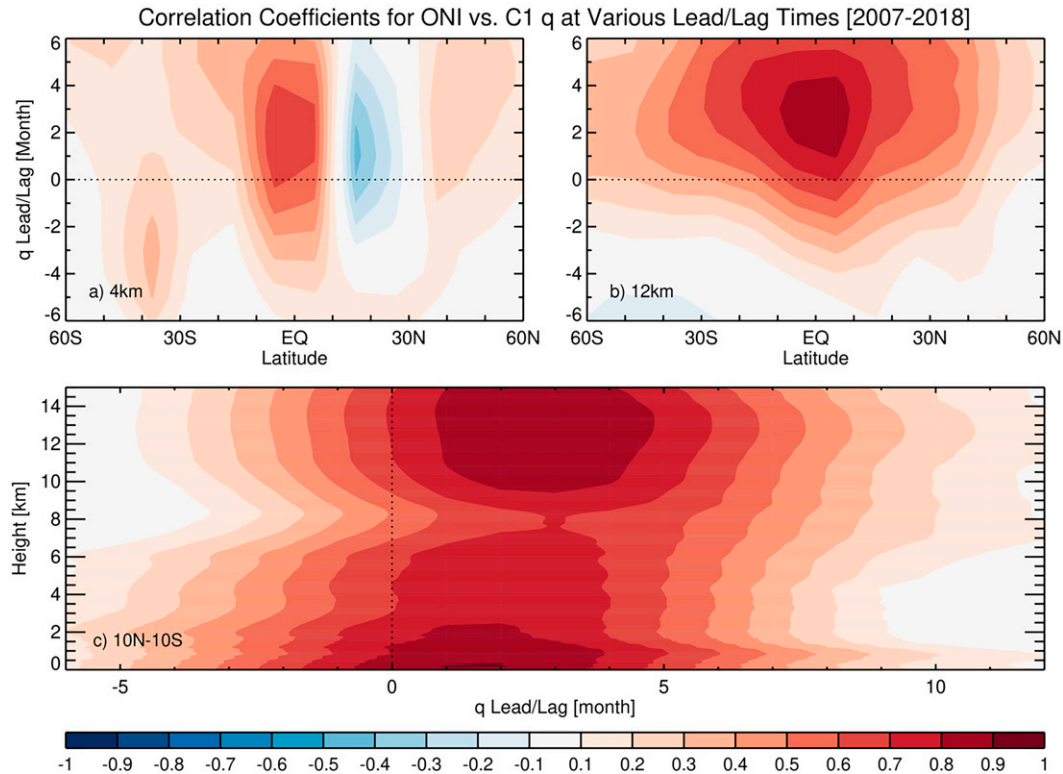 Correlation Coefficients for ONI vs. C1 q at Various Lead/Lag Times [2007-2018]
q Lead/Lag [Month]
6
4
2
0
-2
-4
-6
a) 4km
60S 30S EQ 30N 60N
Latitude
6
4
2
0
-2
-4
-6
b) 12km
60S 30S EQ 30N 60N
Latitude
Height [km]
14
12
10
8
6
4
2
0
c) 10N-10S
-5 0 5 10
q Lead/Lag [month]
-1 -0.9 -0.8 -0.7 -0.6 -0.5 -0.4 -0.3 -0.2 -0.1 0.1 0.2 0.3 0.4 0.5 0.6 0.7 0.8 0.9 1